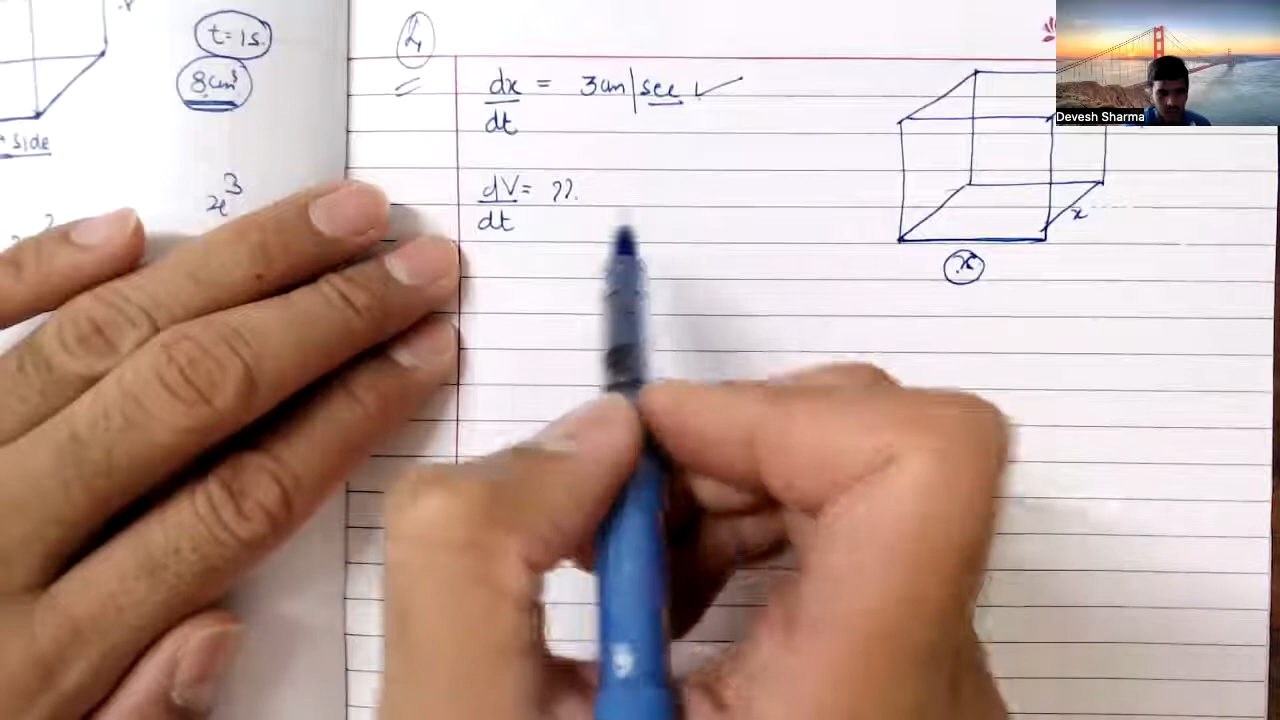 t = 1s.
8cm³
side
x³
4
dx/dt = 3cm/sec ✓
dV/dt = ??.
x
x
Devesh Sharma